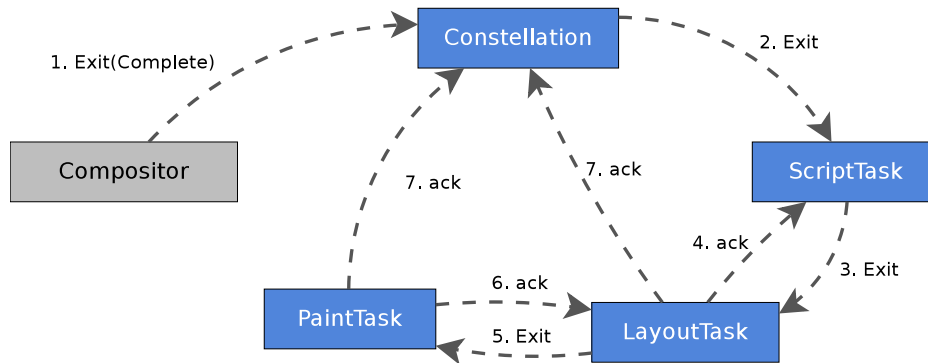 Constellation
2. Exit
1. Exit(Complete)
Compositor
7. ack
7. ack
ScriptTask
4. ack
3. Exit
6. ack
PaintTask
5. Exit
LayoutTask